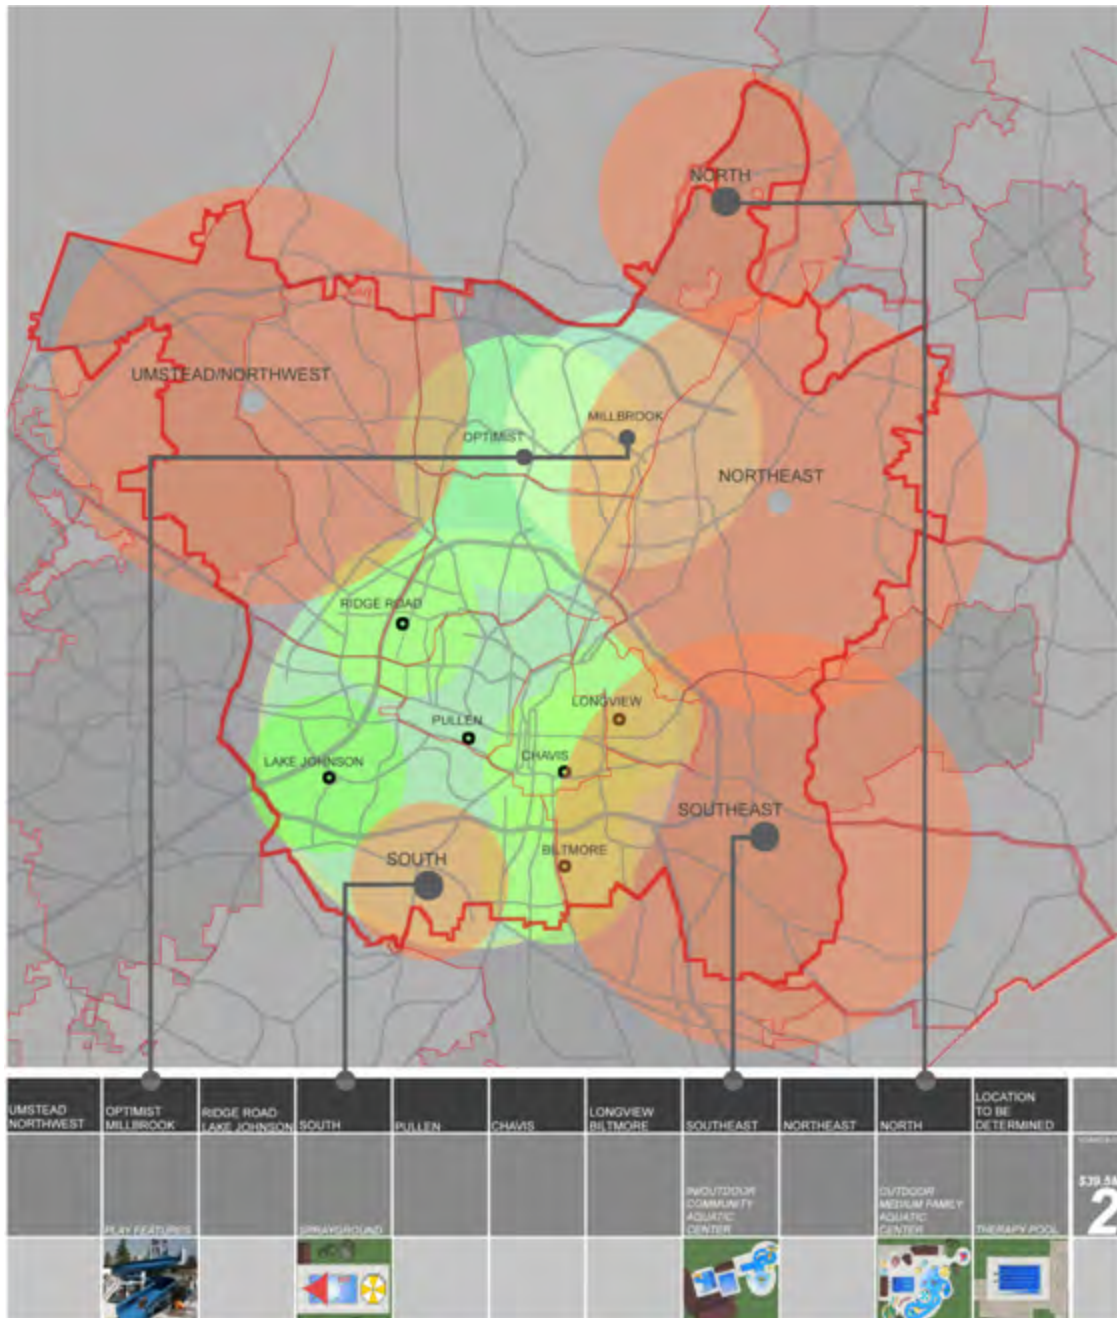 NORTH
UMSTEAD/NORTHWEST
MILLBROOK
OPTIMIST
NORTHEAST
RIDGE ROAD
LONGVIEW
PULLEN
CHAVIS
LAKE JOHNSON
SOUTHEAST
BILTMORE
SOUTH
UMSTEAD
NORTHWEST
OPTIMIST
MILLBROOK
RIDGE ROAD
LAKE JOHNSON
SOUTH
PULLEN
CHAVIS
LONGVIEW
BILTMORE
SOUTHEAST
NORTHEAST
NORTH
LOCATION
TO BE
DETERMINED
PLAY FEATURES
SPRAYGROUND
IN/OUTDOOR
COMMUNITY
AQUATIC
CENTER
OUTDOOR
MEDIUM FAMILY
AQUATIC
CENTER
THERAPY POOL
2